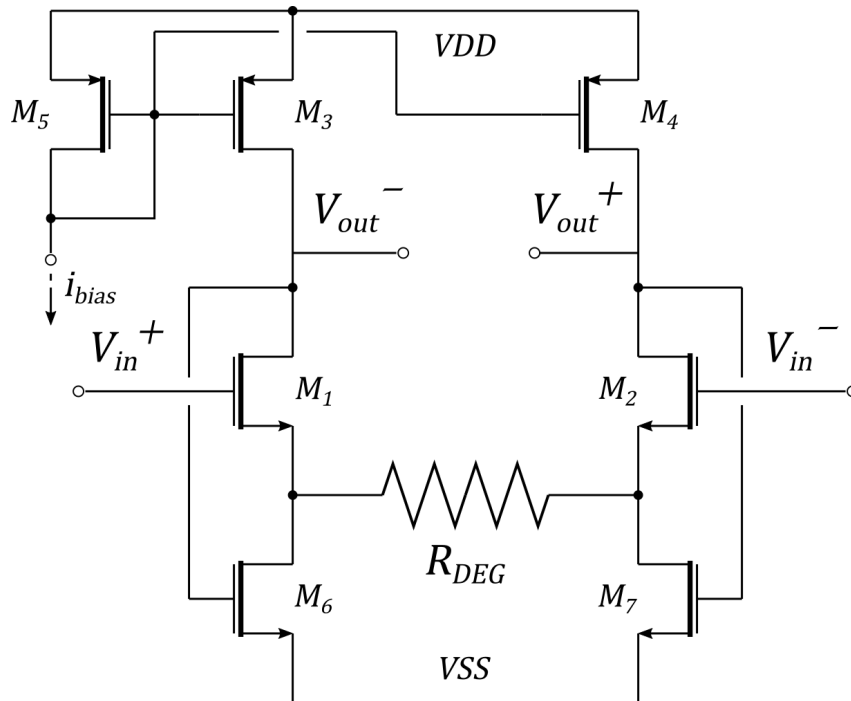 VDD
M5 M3 M4
Vout− Vout+
ibias
Vin+ Vin−
M1 M2
RDEG
M6 M7
VSS